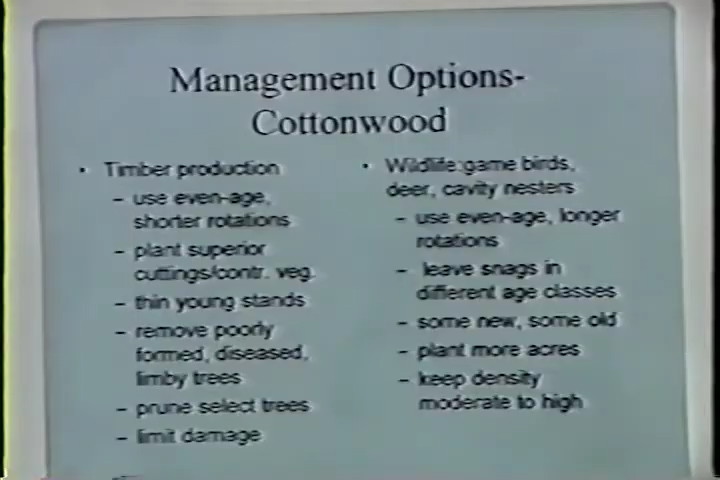 Management Options-
Cottonwood
• Timber production
– use even-age,
shorter rotations
– plant superior
cuttings/contr. veg.
– thin young stands
– remove poorly
formed, diseased,
limby trees
– prune select trees
– limit damage
• Wildlife:game birds,
deer, cavity nesters
– use even-age, longer
rotations
– leave snags in
different age classes
– some new, some old
– plant more acres
– keep density
moderate to high